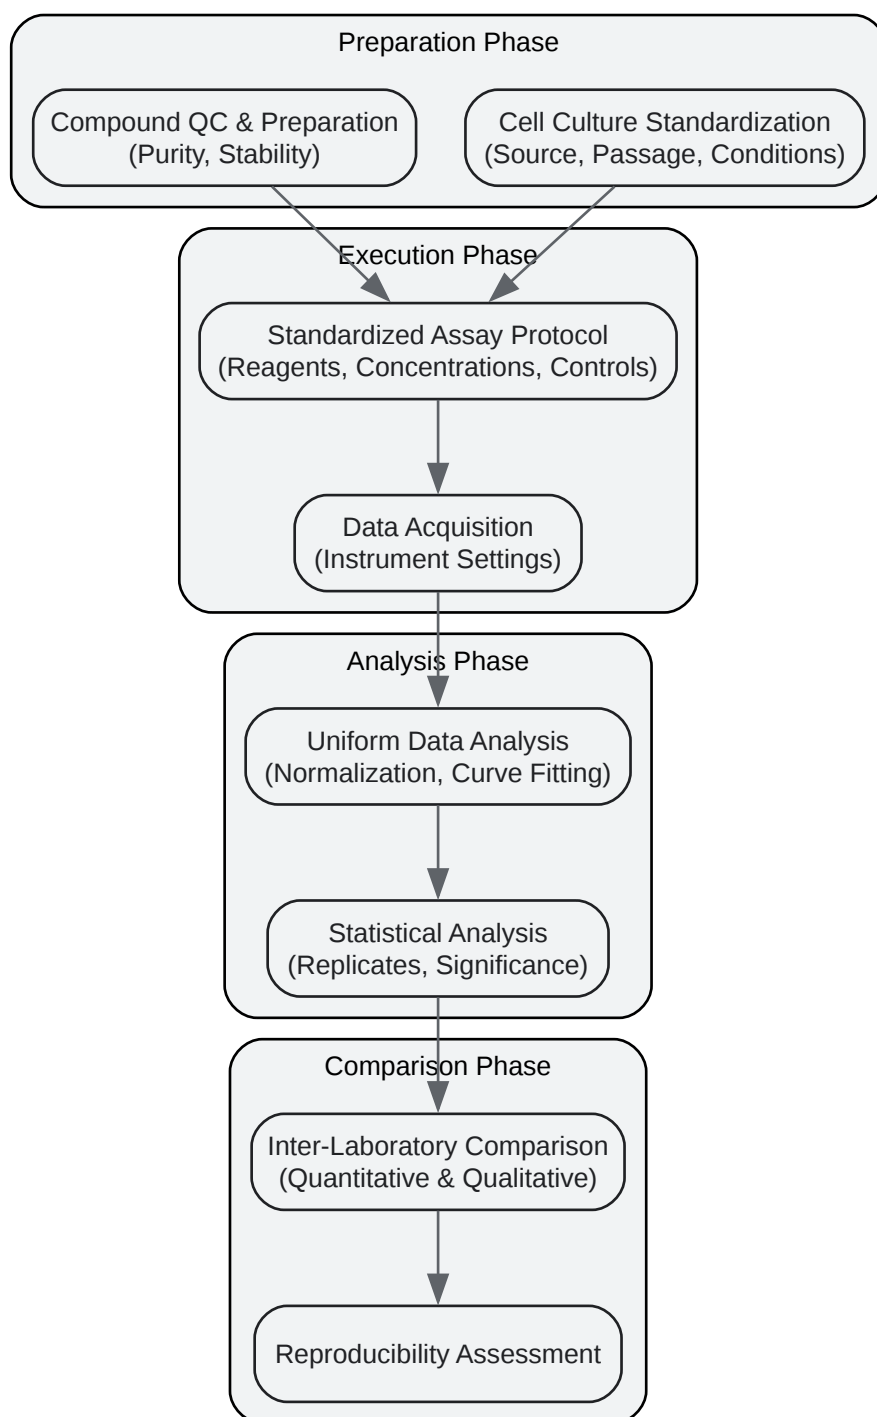 Preparation Phase
Compound QC & Preparation
(Purity, Stability)
Cell Culture Standardization
(Source, Passage, Conditions)
Execution Phase
Standardized Assay Protocol
(Reagents, Concentrations, Controls)
Data Acquisition
(Instrument Settings)
Analysis Phase
Uniform Data Analysis
(Normalization, Curve Fitting)
Statistical Analysis
(Replicates, Significance)
Comparison Phase
Inter-Laboratory Comparison
(Quantitative & Qualitative)
Reproducibility Assessment